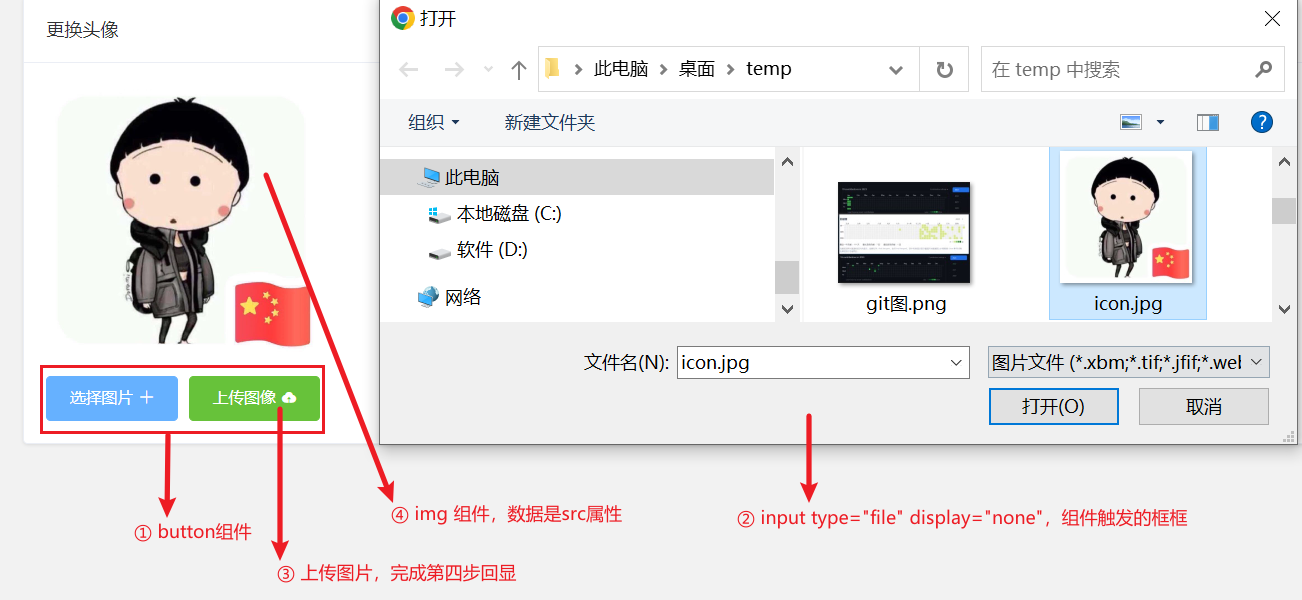 更换头像
打开
此电脑 > 桌面 > temp
在 temp 中搜索
组织
新建文件夹
此电脑
本地磁盘 (C:)
软件 (D:)
网络
git图.png
icon.jpg
文件名(N):
icon.jpg
图片文件 (*.xbm;*.tif;*.jfif;*.wel
打开(O)
取消
选择图片
上传图像
① button组件
④ img 组件，数据是src属性
② input type="file" display="none"，组件触发的框框
③ 上传图片，完成第四步回显